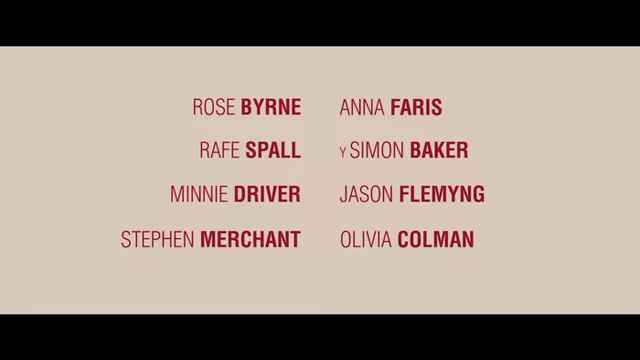 ROSE BYRNE ANNA FARIS
RAFE SPALL Y SIMON BAKER
MINNIE DRIVER JASON FLEMYNG
STEPHEN MERCHANT OLIVIA COLMAN